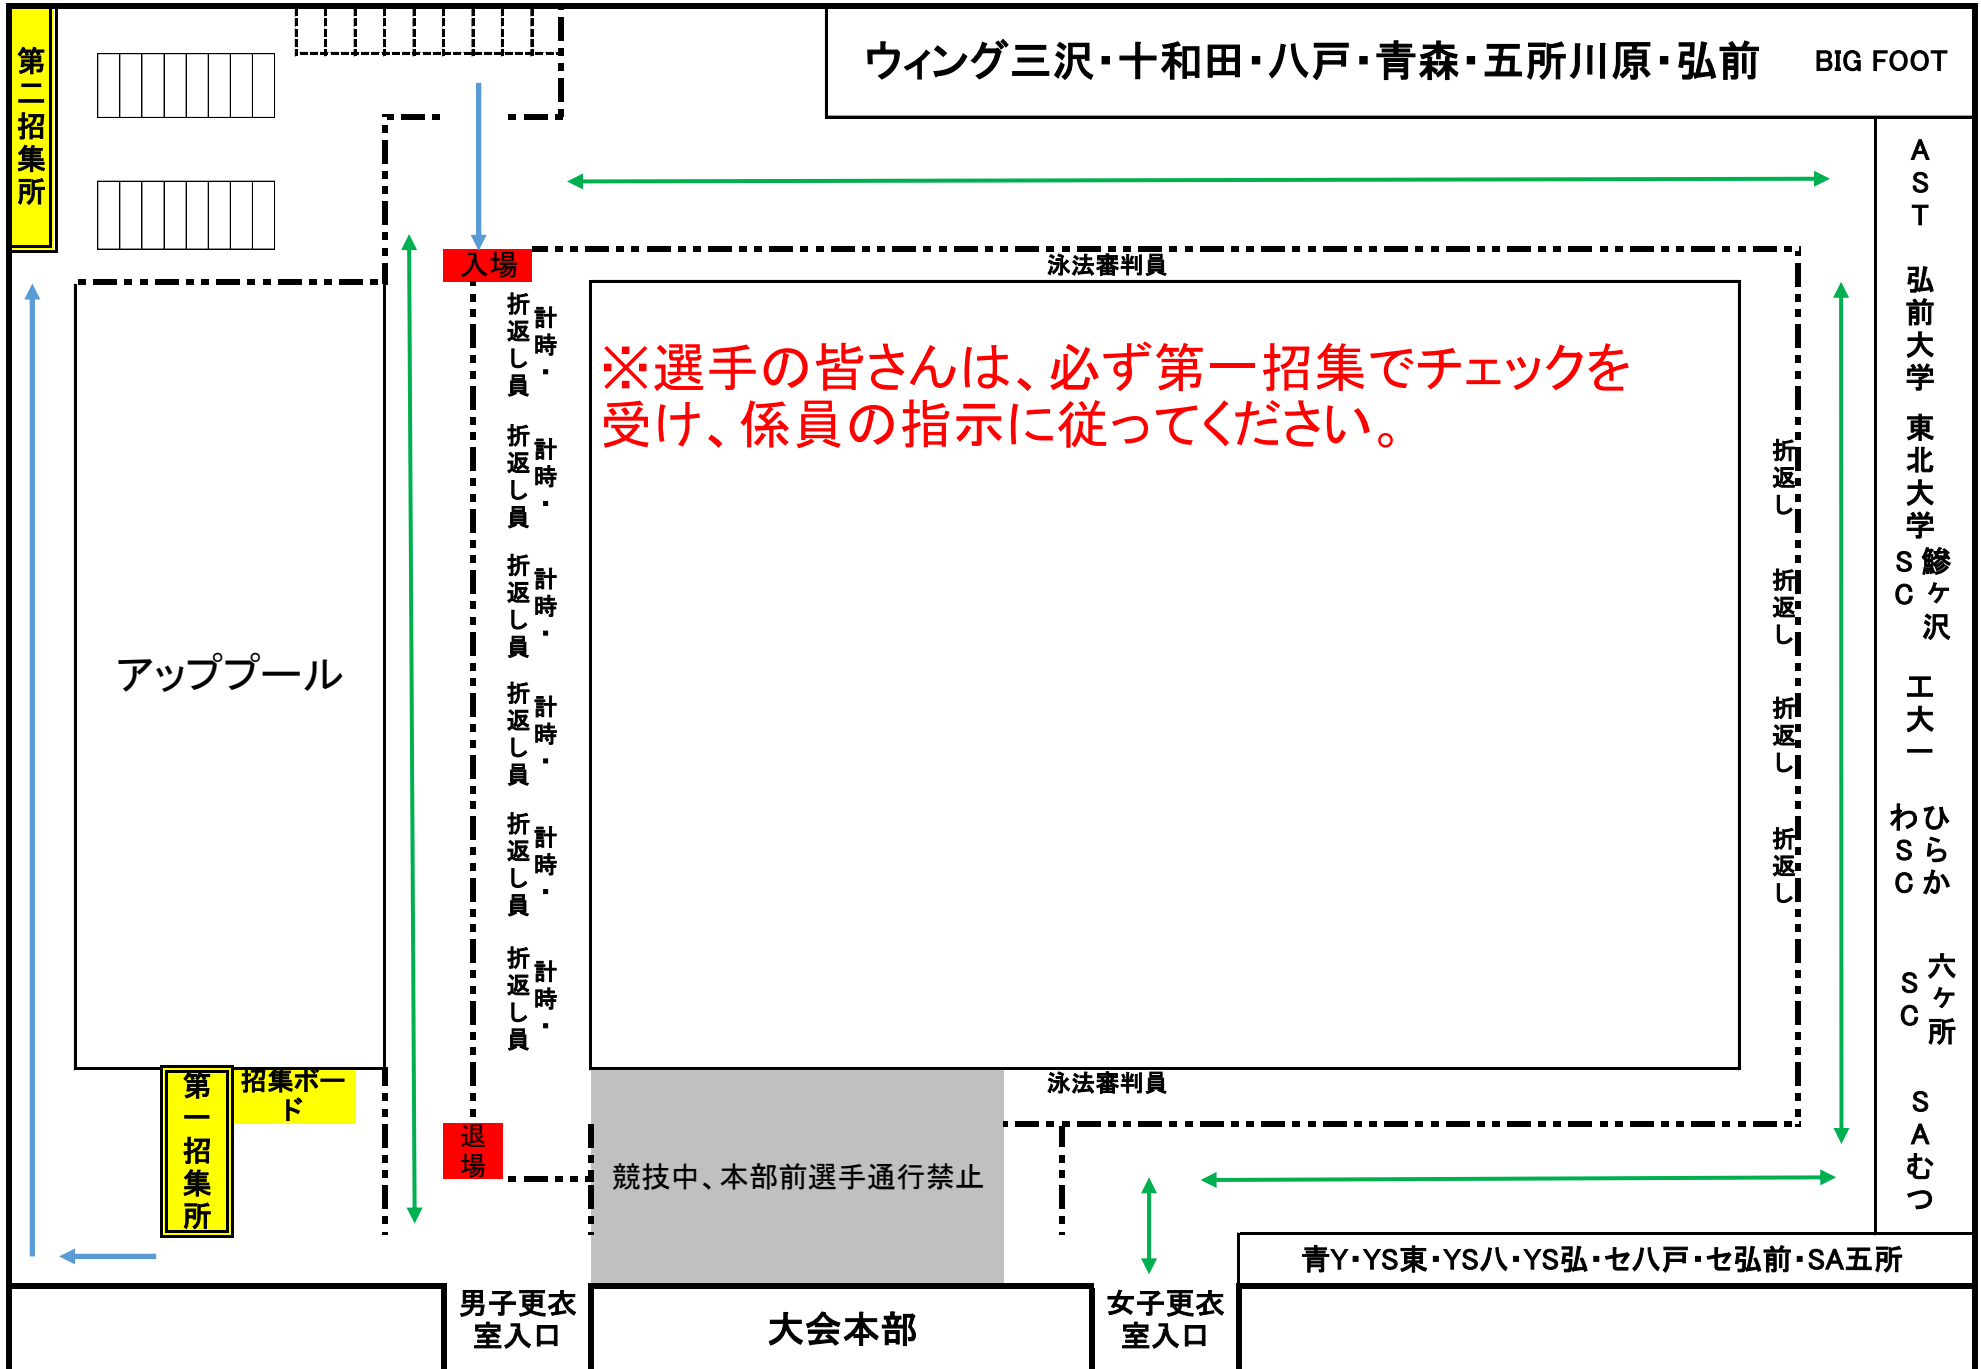 第二招集所
ウィング三沢・十和田・八戸・青森・五所川原・弘前 BIG FOOT
AST
弘前大学
東北大学
鰺ヶ沢
SC
工大一
ひらか
わSC
六ヶ所
SC
SAむつ
入場
泳法審判員
※選手の皆さんは、必ず第一招集でチェックを
受け、係員の指示に従ってください。
計時・
折返し員
計時・
折返し員
計時・
折返し員
計時・
折返し員
計時・
折返し員
計時・
折返し員
折返し
折返し
折返し
折返し
アッププール
第一招集所
招集ボー
ド
退
場
泳法審判員
競技中、本部前選手通行禁止
青Y・YS東・YS八・YS弘・セ八戸・セ弘前・SA五所
男子更衣
室入口
大会本部
女子更衣
室入口